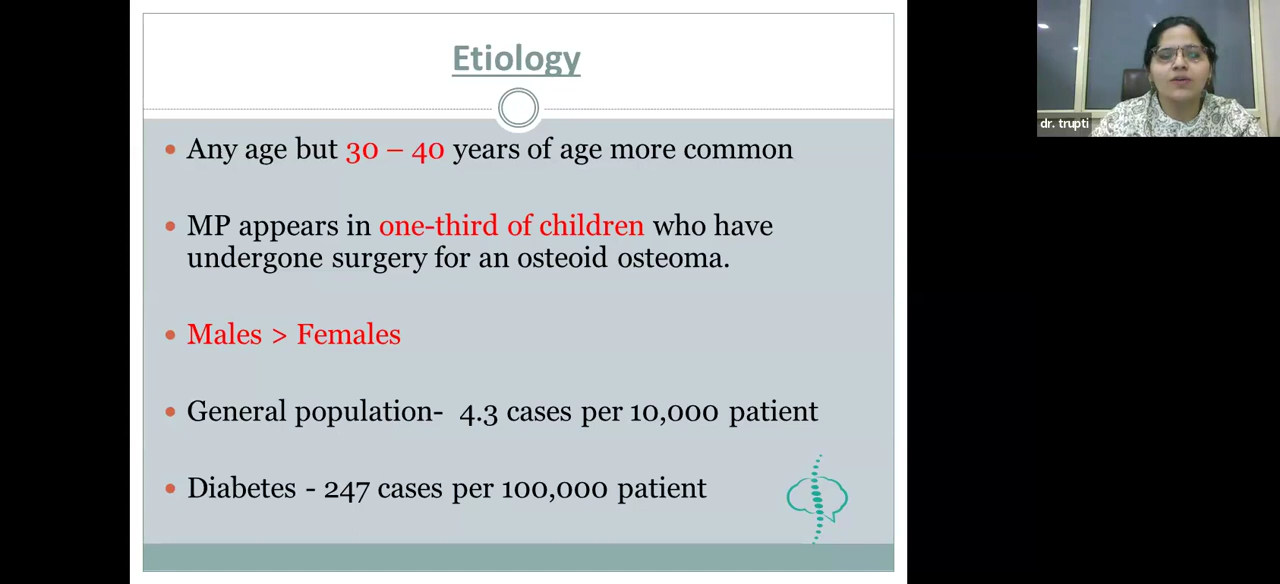 Etiology
Any age but 30 – 40 years of age more common
MP appears in one-third of children who have
undergone surgery for an osteoid osteoma.
Males > Females
General population- 4.3 cases per 10,000 patient
Diabetes - 247 cases per 100,000 patient
dr. trupti